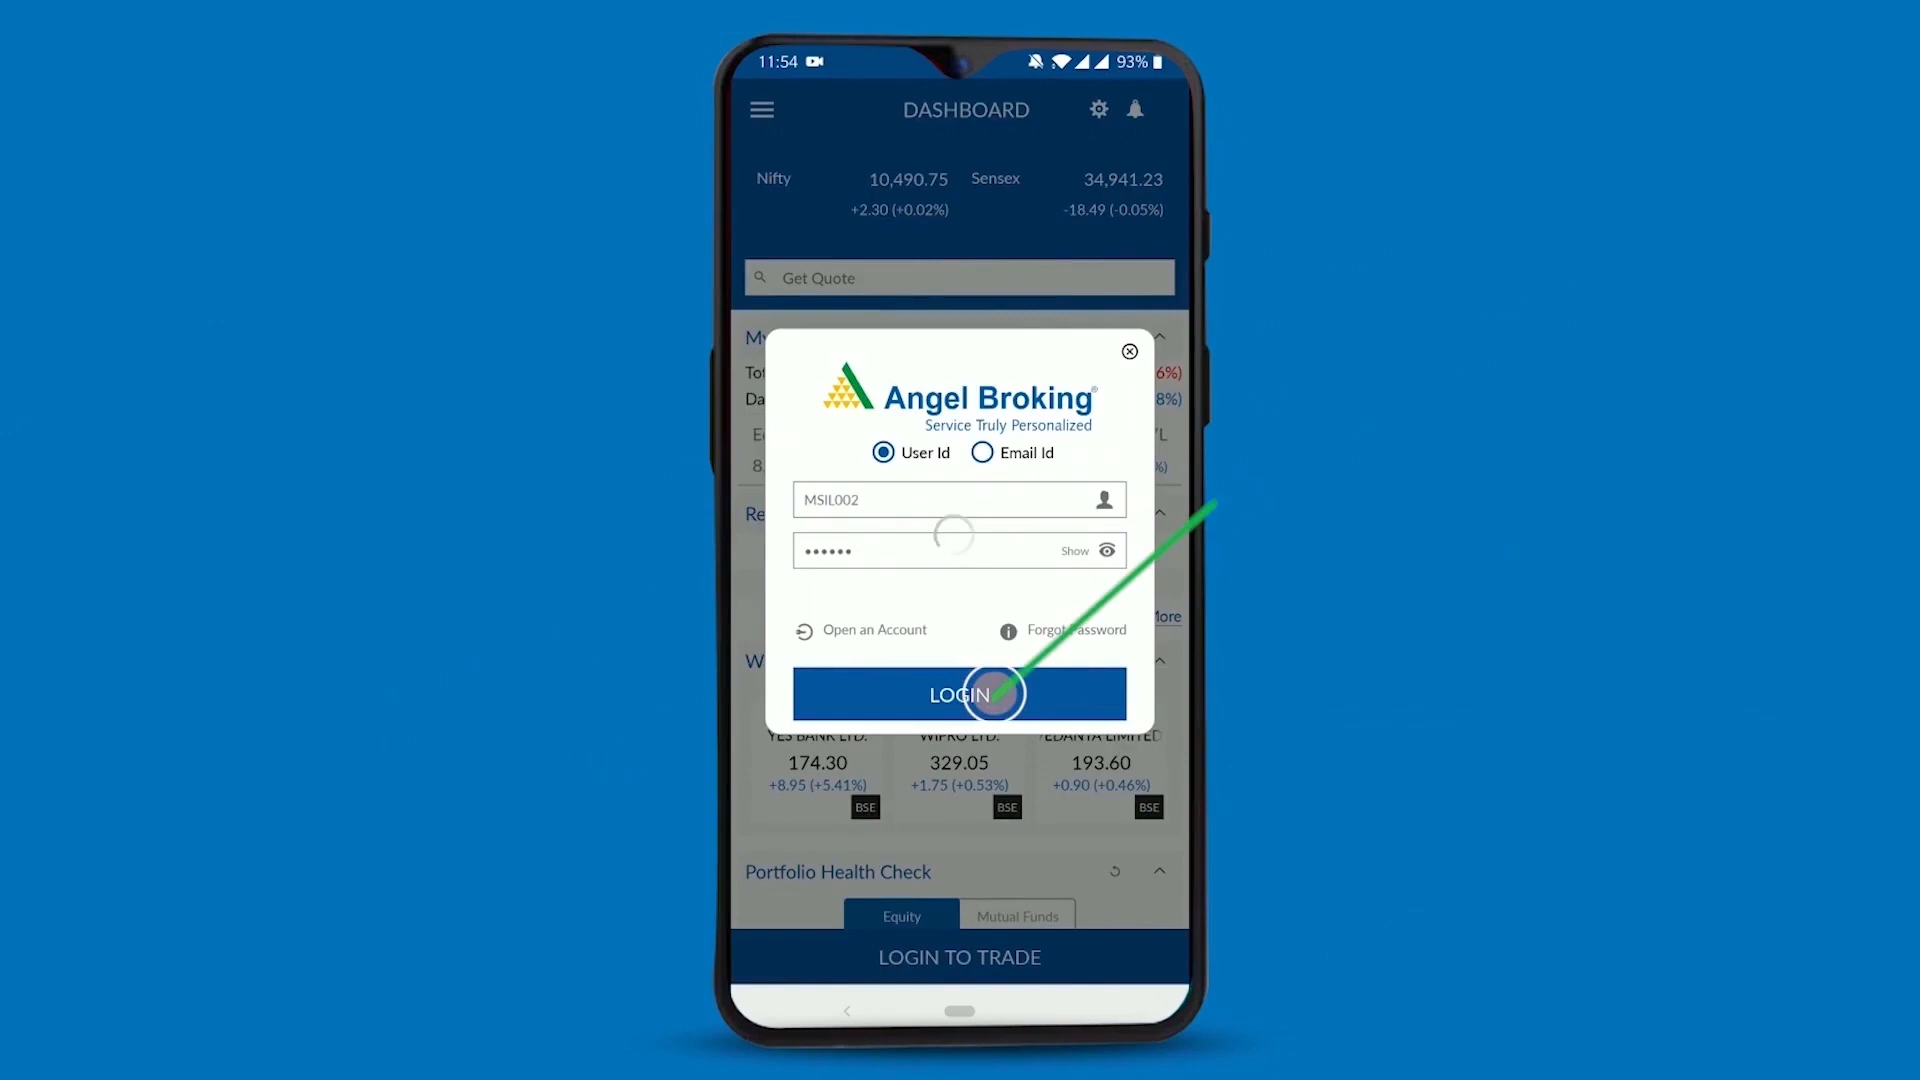 11:54 93%
DASHBOARD
Nifty 10,490.75 Sensex 34,941.23
+2.30 (+0.02%) -18.49 (-0.05%)
Get Quote
My
6%)
8%)
Angel Broking®
Service Truly Personalized
User Id Email Id
MSIL002
Show
Re
Open an Account Forgot Password
More
LOGIN
YES BANK LTD. WIPRO LTD. VEDANTA LIMITED
174.30 329.05 193.60
+8.95 (+5.41%) +1.75 (+0.53%) +0.90 (+0.46%)
BSE BSE BSE
Portfolio Health Check
Equity Mutual Funds
LOGIN TO TRADE